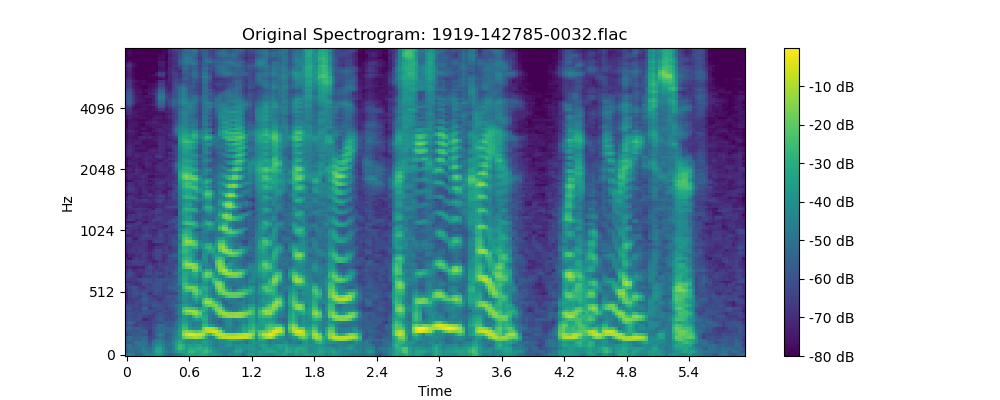 Original Spectrogram: 1919-142785-0032.flac
Hz
4096
2048
1024
512
0
0 0.6 1.2 1.8 2.4 3 3.6 4.2 4.8 5.4
Time
-10 dB
-20 dB
-30 dB
-40 dB
-50 dB
-60 dB
-70 dB
-80 dB